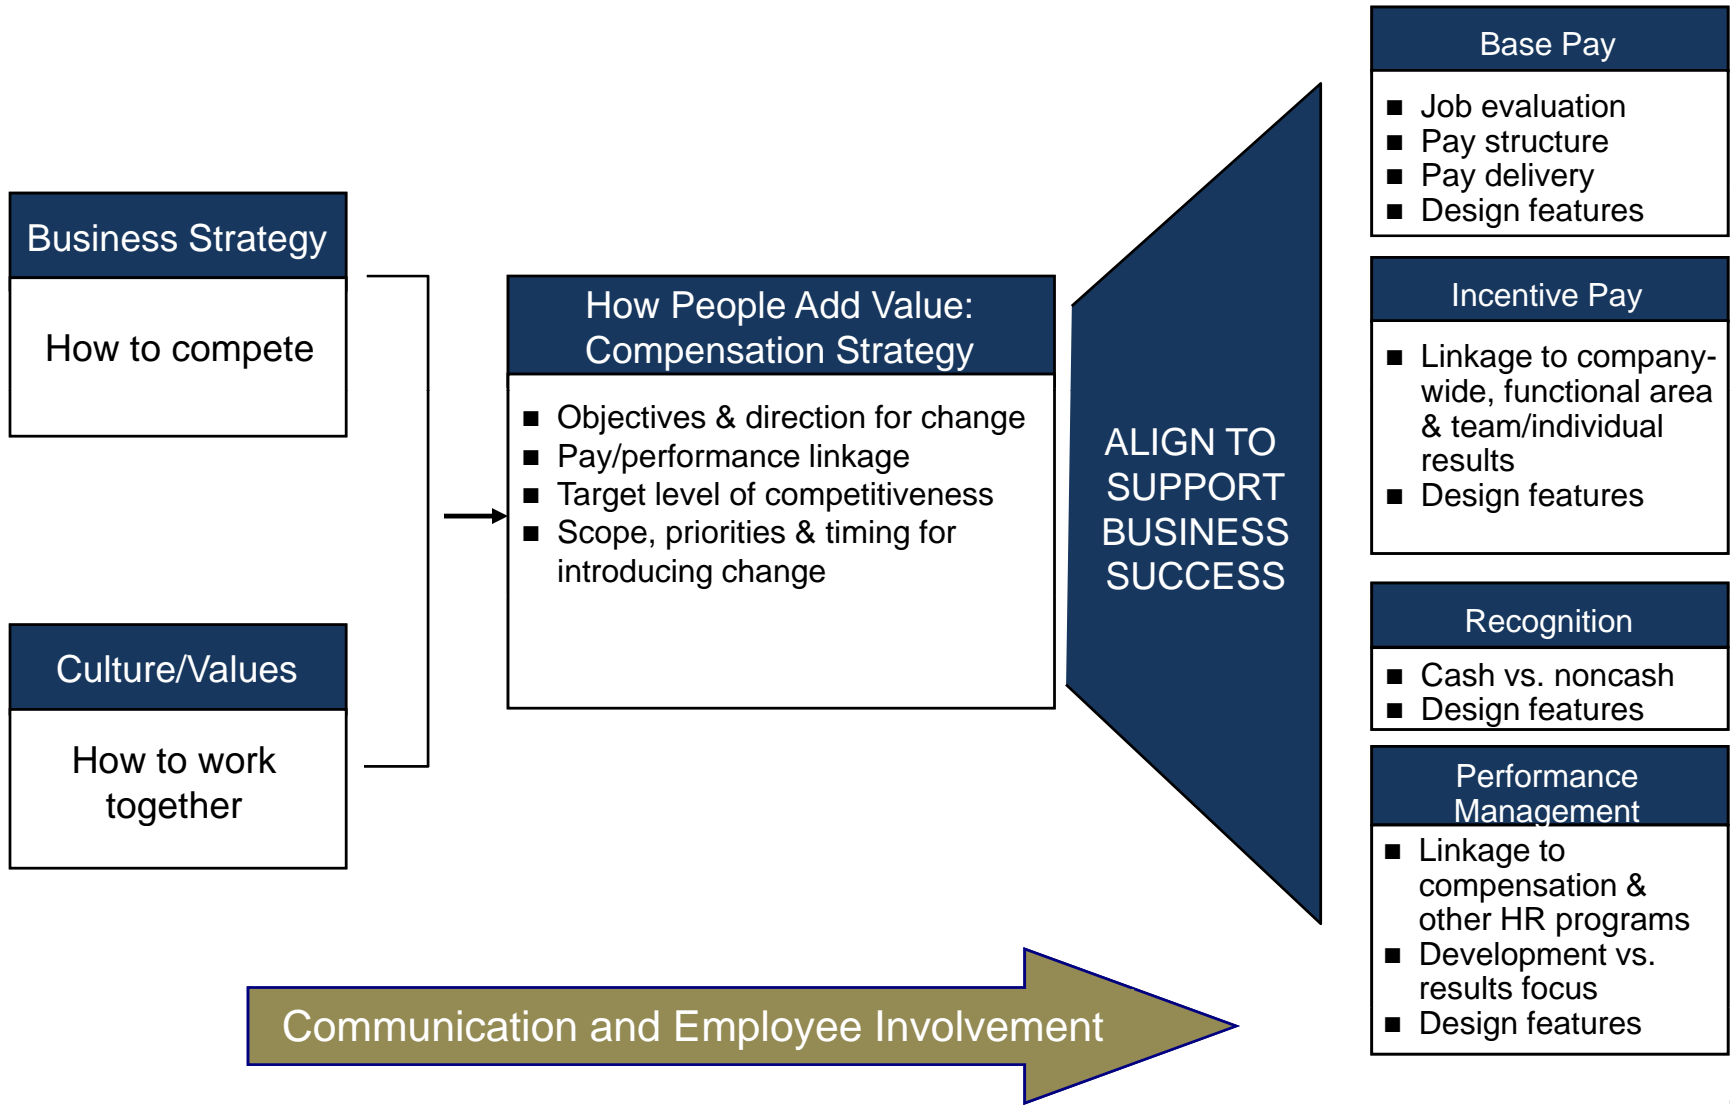 Business Strategy
How to compete
Culture/Values
How to work
together
How People Add Value:
Compensation Strategy
■ Objectives & direction for change
■ Pay/performance linkage
■ Target level of competitiveness
■ Scope, priorities & timing for
introducing change
ALIGN TO
SUPPORT
BUSINESS
SUCCESS
Base Pay
■ Job evaluation
■ Pay structure
■ Pay delivery
■ Design features
Incentive Pay
■ Linkage to company-
wide, functional area
& team/individual
results
■ Design features
Recognition
■ Cash vs. noncash
■ Design features
Performance
Management
■ Linkage to
compensation &
other HR programs
■ Development vs.
results focus
■ Design features
Communication and Employee Involvement